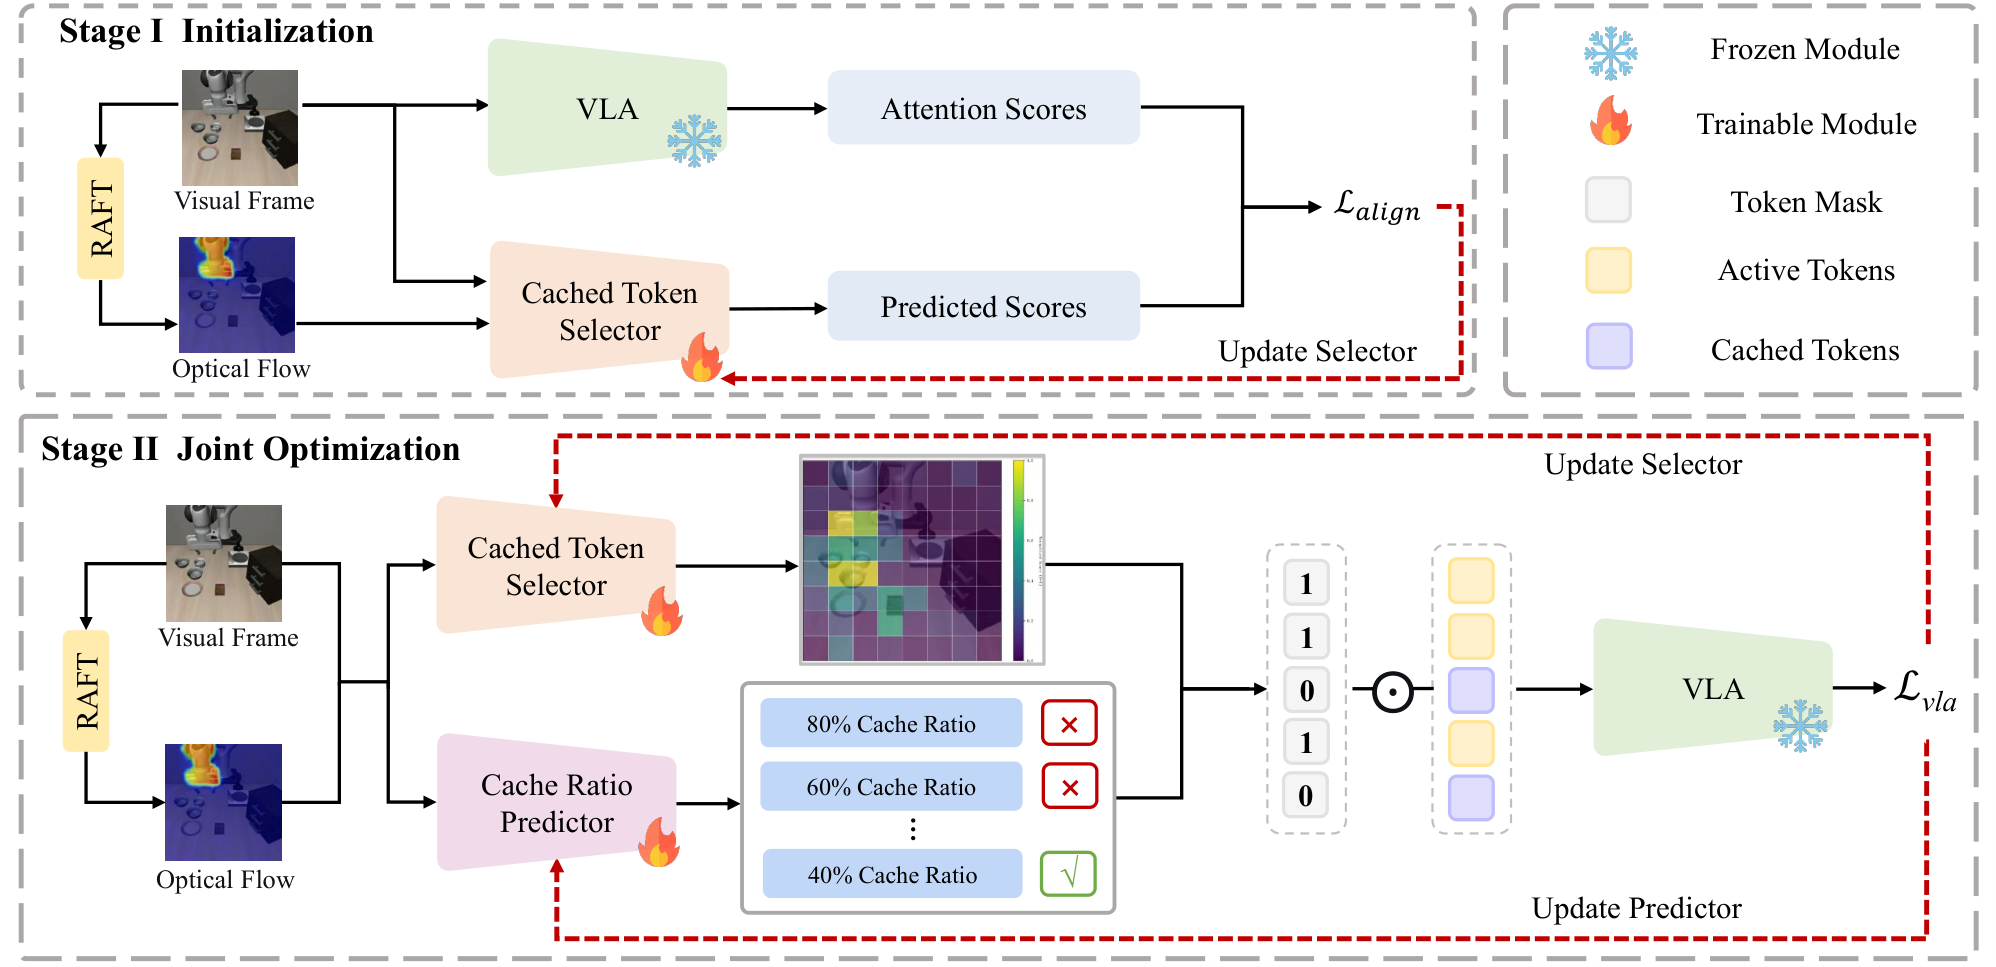 Stage I Initialization
Visual Frame
RAFT
Optical Flow
VLA
Attention Scores
Cached Token
Selector
Predicted Scores
ℒalign
Update Selector
Frozen Module
Trainable Module
Token Mask
Active Tokens
Cached Tokens
Stage II Joint Optimization
Visual Frame
RAFT
Optical Flow
Cached Token
Selector
Cache Ratio
Predictor
80% Cache Ratio
×
60% Cache Ratio
×
⋮
40% Cache Ratio
√
1
1
0
1
0
VLA
ℒvla
Update Selector
Update Predictor